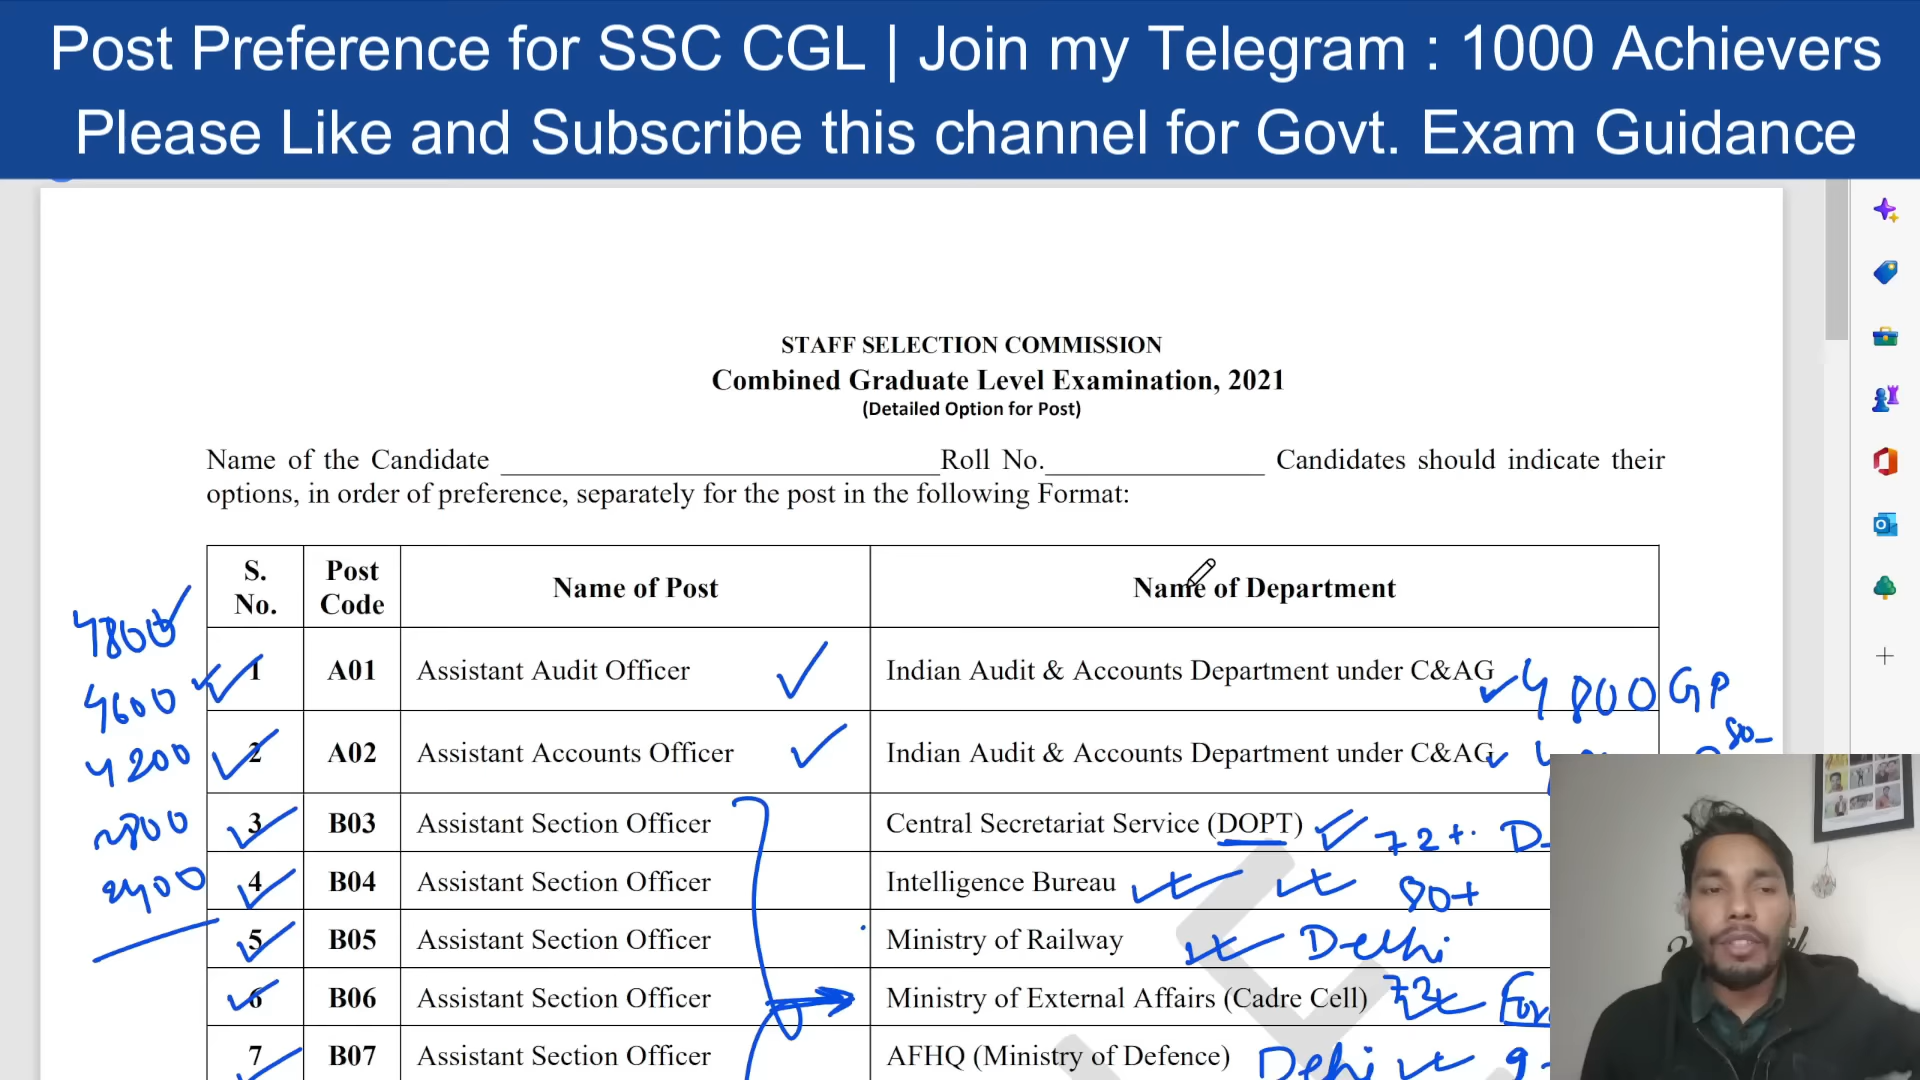 Post Preference for SSC CGL | Join my Telegram : 1000 Achievers
Please Like and Subscribe this channel for Govt. Exam Guidance
STAFF SELECTION COMMISSION
Combined Graduate Level Examination, 2021
(Detailed Option for Post)
Name of the Candidate ______________________________ Roll No. _______________ Candidates should indicate their
options, in order of preference, separately for the post in the following Format:
S. No. Post Code Name of Post Name of Department
4800
1 A01 Assistant Audit Officer Indian Audit & Accounts Department under C&AG 4800 GP
4600
2 A02 Assistant Accounts Officer Indian Audit & Accounts Department under C&AG
4200
3 B03 Assistant Section Officer Central Secretariat Service (DOPT) 72+
2800
4 B04 Assistant Section Officer Intelligence Bureau 80+
2400
5 B05 Assistant Section Officer Ministry of Railway Delhi
6 B06 Assistant Section Officer Ministry of External Affairs (Cadre Cell)
7 B07 Assistant Section Officer AFHQ (Ministry of Defence) Delhi